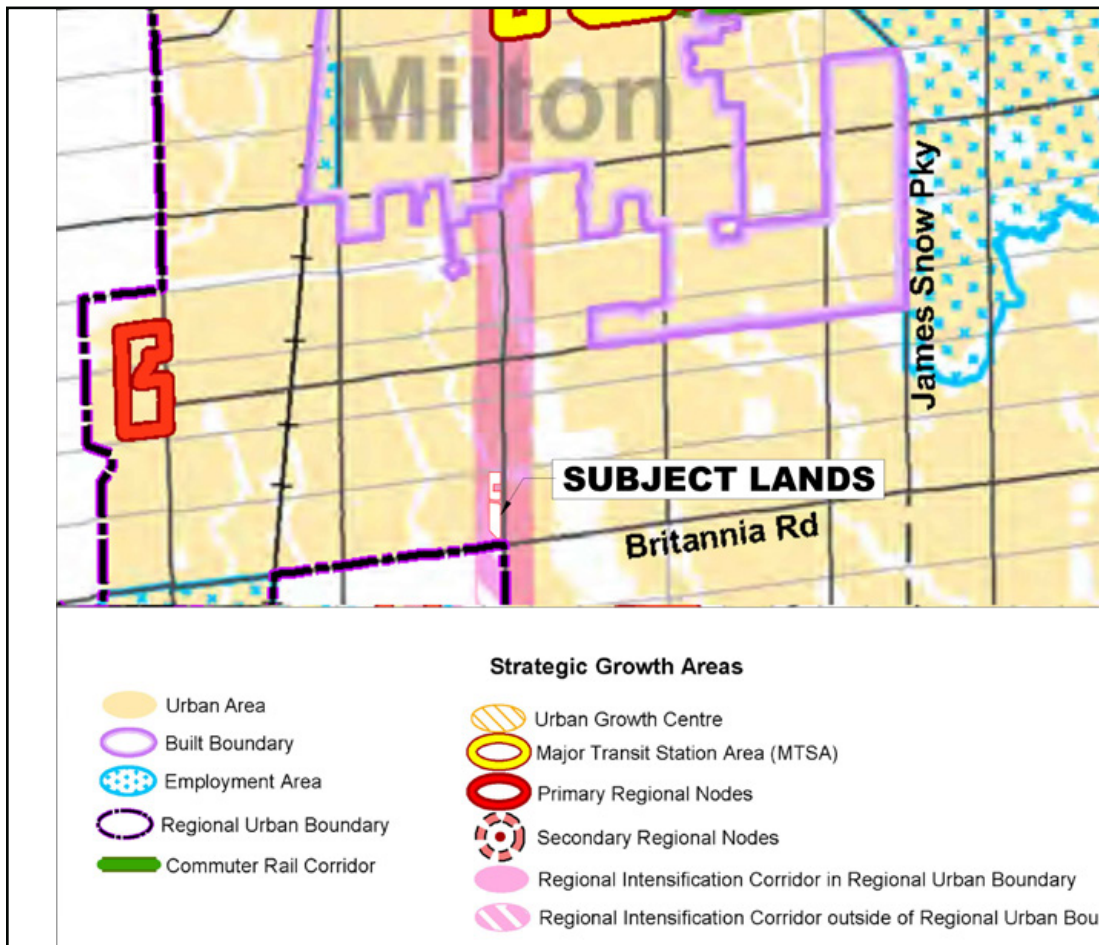 Milton
James Snow Pky
SUBJECT LANDS
Britannia Rd
Strategic Growth Areas
Urban Area
Built Boundary
Employment Area
Regional Urban Boundary
Commuter Rail Corridor
Urban Growth Centre
Major Transit Station Area (MTSA)
Primary Regional Nodes
Secondary Regional Nodes
Regional Intensification Corridor in Regional Urban Boundary
Regional Intensification Corridor outside of Regional Urban Bou